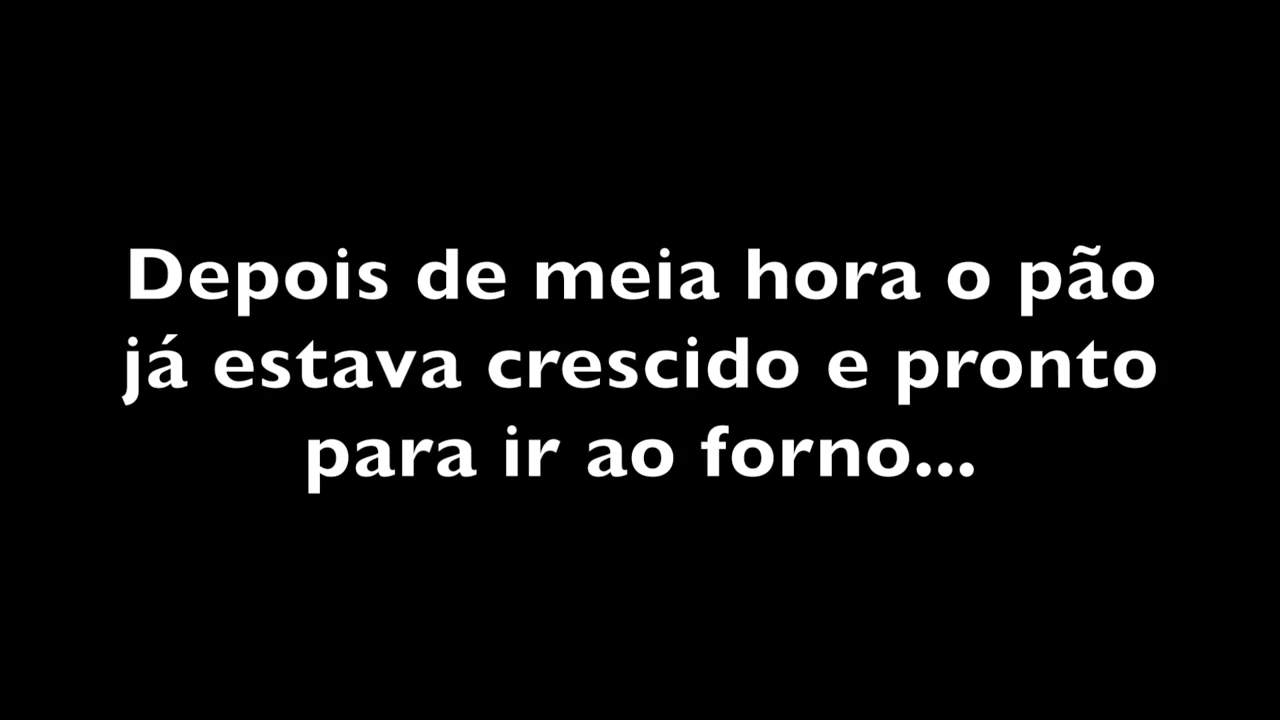 Depois de meia hora o pão
já estava crescido e pronto
para ir ao forno...